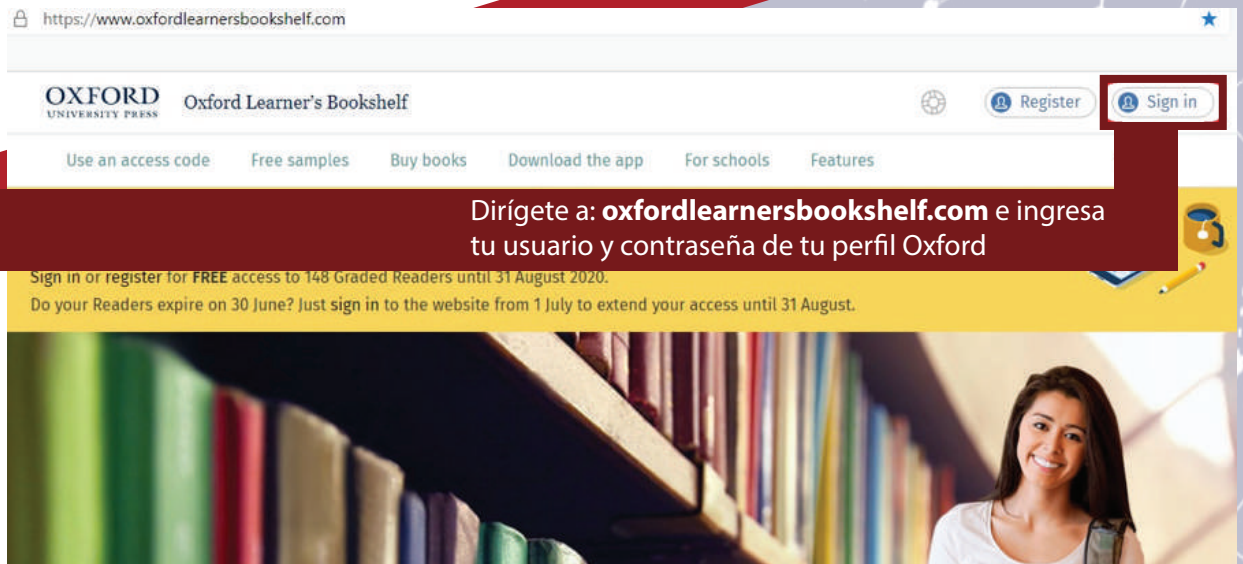 https://www.oxfordlearnersbookshelf.com
OXFORD
UNIVERSITY PRESS
Oxford Learner's Bookshelf
Register
Sign in
Use an access code
Free samples
Buy books
Download the app
For schools
Features
Dirígete a: oxfordlearnersbookshelf.com e ingresa
tu usuario y contraseña de tu perfil Oxford
Sign in or register for FREE access to 148 Graded Readers until 31 August 2020.
Do your Readers expire on 30 June? Just sign in to the website from 1 July to extend your access until 31 August.